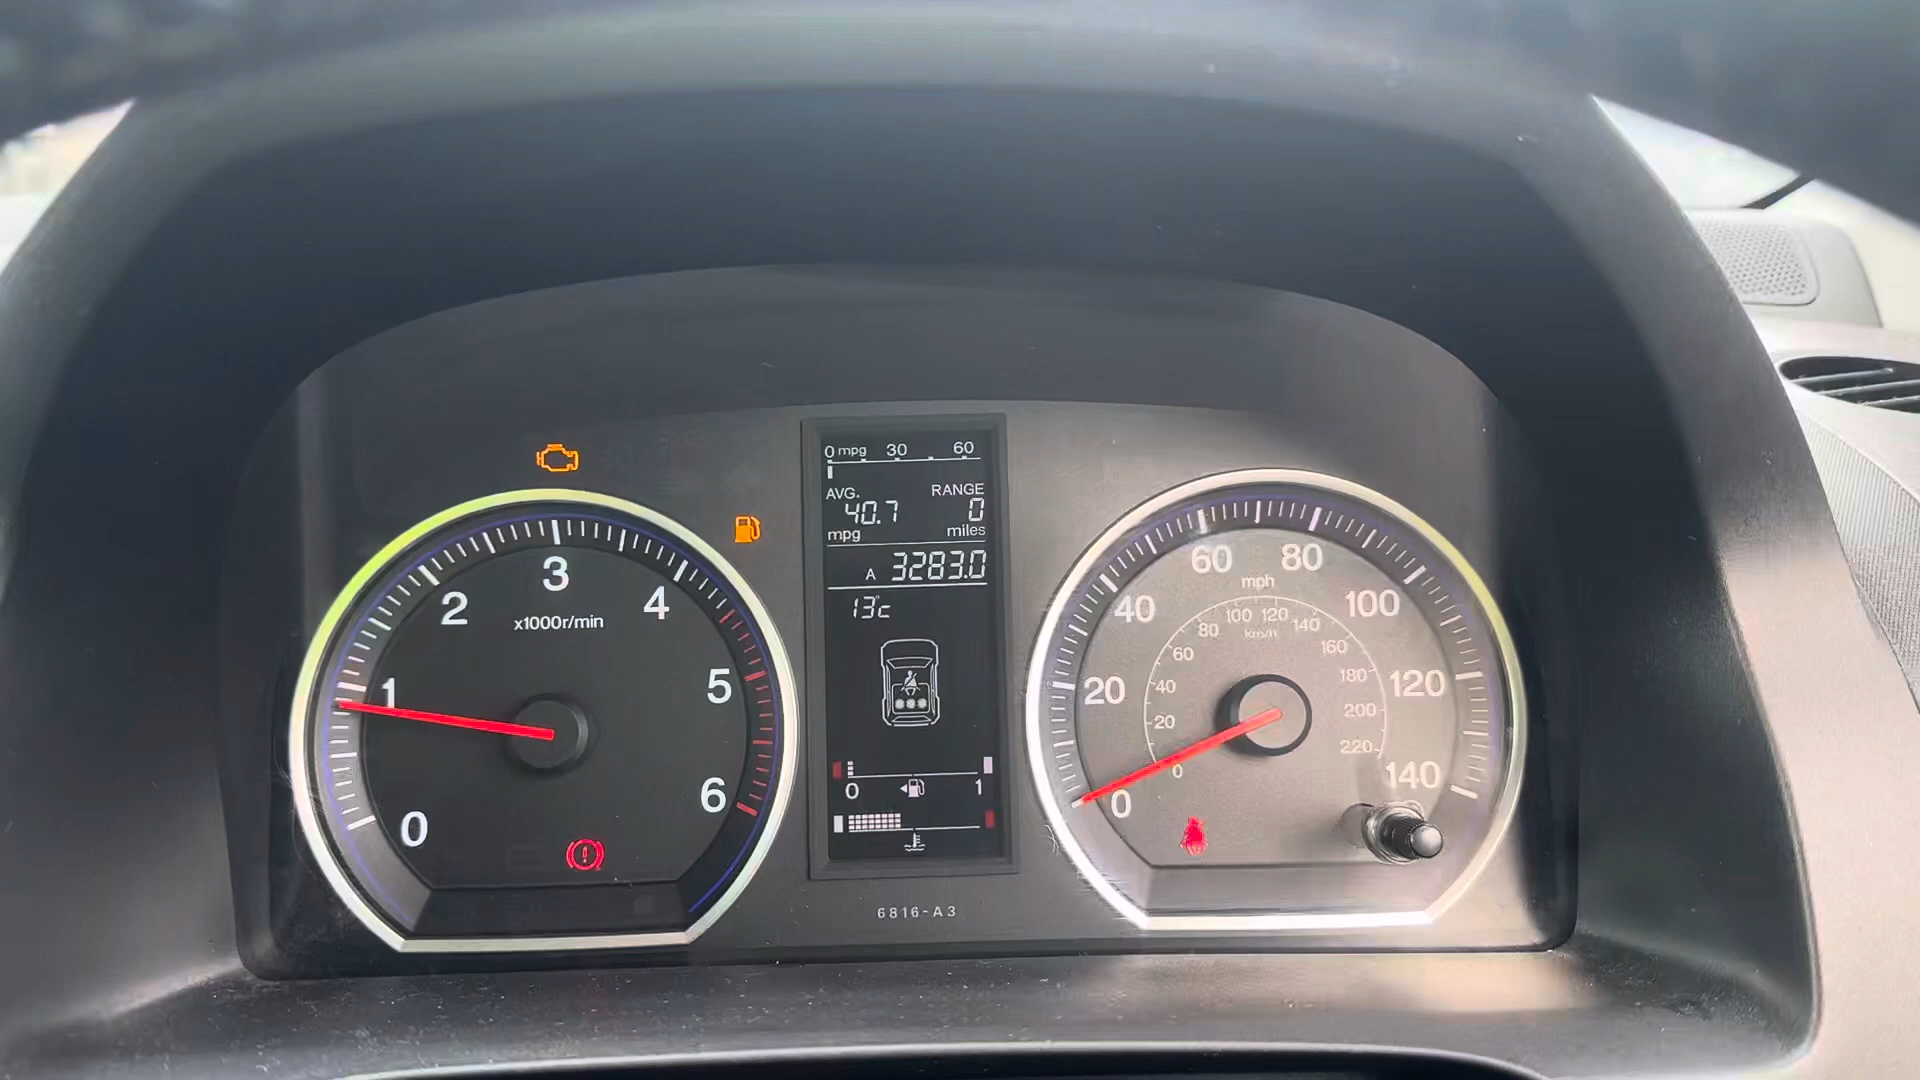 0 mpg 30 60
AVG. RANGE
40.7 0
mpg miles
A 3283.0
13°c
0 1
6816-A3
0 1 2 3 4 5 6
x1000r/min
0 20 40 60 80 100 120 140
mph
0 20 40 60 80 100 120 140 160 180 200 220
km/h